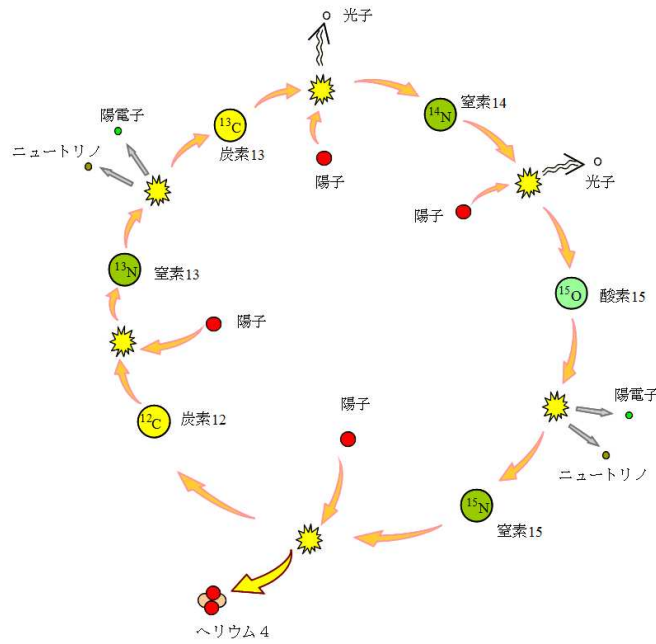 光子
¹⁴N
窒素14
陽電子
¹³C
炭素13
ニュートリノ
陽子
光子
陽子
¹³N
窒素13
¹⁵O
酸素15
陽子
陽電子
¹²C
炭素12
陽子
ニュートリノ
¹⁵N
窒素15
ヘリウム4